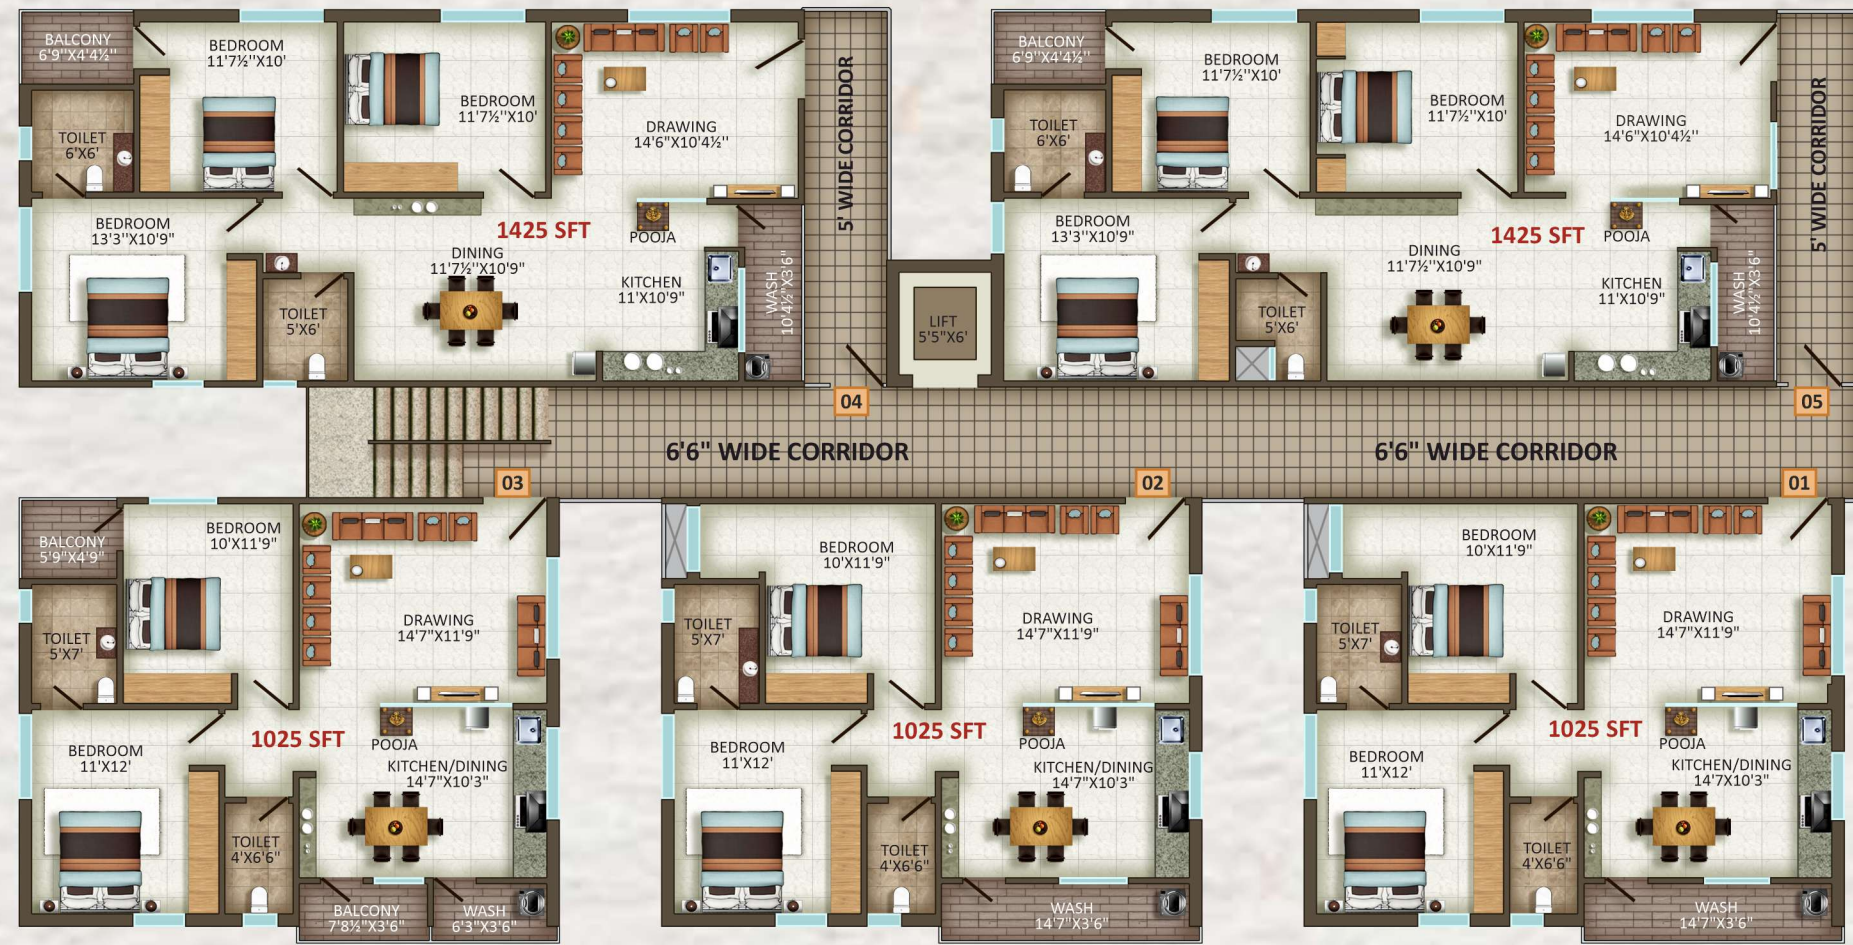 BALCONY
6'9"X4'4½"
BEDROOM
11'7½"X10'
BEDROOM
11'7½"X10'
TOILET
6'X6'
DRAWING
14'6"X10'4½"
5' WIDE CORRIDOR
BEDROOM
13'3"X10'9"
1425 SFT
POOJA
DINING
11'7½"X10'9"
KITCHEN
11'X10'9"
WASH
10'4½"X3'6"
TOILET
5'X6'
LIFT
5'5"X6'
BALCONY
6'9"X4'4½"
BEDROOM
11'7½"X10'
BEDROOM
11'7½"X10'
TOILET
6'X6'
DRAWING
14'6"X10'4½"
5' WIDE CORRIDOR
BEDROOM
13'3"X10'9"
1425 SFT
POOJA
DINING
11'7½"X10'9"
KITCHEN
11'X10'9"
WASH
10'4½"X3'6"
TOILET
5'X6'
04
05
6'6" WIDE CORRIDOR
6'6" WIDE CORRIDOR
03
02
01
BALCONY
5'9"X4'9"
BEDROOM
10'X11'9"
TOILET
5'X7'
DRAWING
14'7"X11'9"
1025 SFT
POOJA
BEDROOM
11'X12'
KITCHEN/DINING
14'7"X10'3"
TOILET
4'X6'6"
BALCONY
7'8½"X3'6"
WASH
6'3"X3'6"
BEDROOM
10'X11'9"
TOILET
5'X7'
DRAWING
14'7"X11'9"
1025 SFT
POOJA
BEDROOM
11'X12'
KITCHEN/DINING
14'7"X10'3"
TOILET
4'X6'6"
WASH
14'7"X3'6"
BEDROOM
10'X11'9"
TOILET
5'X7'
DRAWING
14'7"X11'9"
1025 SFT
POOJA
BEDROOM
11'X12'
KITCHEN/DINING
14'7X10'3"
TOILET
4'X6'6"
WASH
14'7"X3'6"